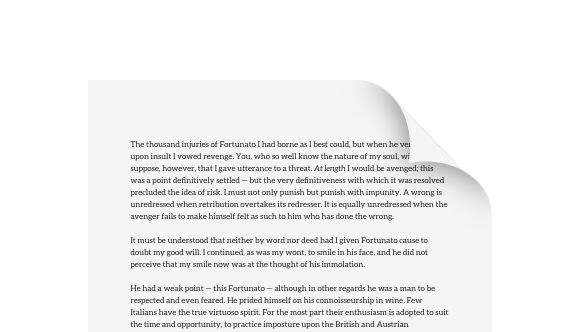 The thousand injuries of Fortunato I had borne as I best could, but when he
upon insult I vowed revenge. You, who so well know the nature of my soul,
suppose, however, that I gave utterance to a threat. At length I would be avenged; this
was a point definitively settled — but the very definitiveness with which it was resolved
precluded the idea of risk. I must not only punish but punish with impunity. A wrong is
unredressed when retribution overtakes its redresser. It is equally unredressed when the
avenger fails to make himself felt as such to him who has done the wrong.
It must be understood that neither by word nor deed had I given Fortunato cause to
doubt my good will. I continued, as was my wont, to smile in his face, and he did not
perceive that my smile now was at the thought of his immolation.
He had a weak point — this Fortunato — although in other regards he was a man to be
respected and even feared. He prided himself on his connoisseurship in wine. Few
Italians have the true virtuoso spirit. For the most part their enthusiasm is adopted to suit
the time and opportunity, to practice imposture upon the British and Austrian